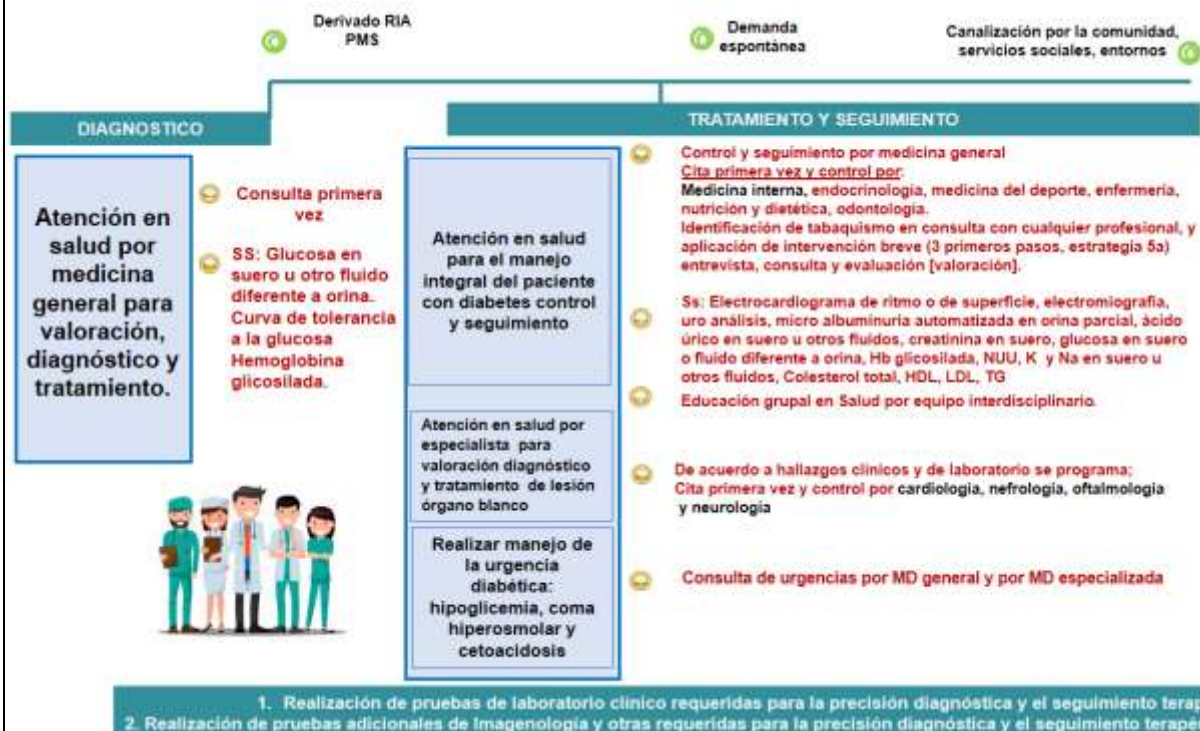 Derivado RIA
PMS
Demanda
espontánea
Canalización por la comunidad,
servicios sociales, entornos
DIAGNOSTICO
Atención en
salud por
medicina
general para
valoración,
diagnóstico y
tratamiento.
Consulta primera
vez
SS: Glucosa en
suero u otro fluido
diferente a orina.
Curva de tolerancia
a la glucosa
Hemoglobina
glicosilada.
TRATAMIENTO Y SEGUIMIENTO
Atención en salud
para el manejo
integral del paciente
con diabetes control
y seguimiento
Control y seguimiento por medicina general
Cita primera vez y control por:
Medicina interna, endocrinología, medicina del deporte, enfermería,
nutrición y dietética, odontología.
Identificación de tabaquismo en consulta con cualquier profesional, y
aplicación de intervención breve (3 primeros pasos, estrategia 5a)
entrevista, consulta y evaluación [valoración].
Ss: Electrocardiograma de ritmo o de superficie, electromiografía,
uro análisis, micro albuminuria automatizada en orina parcial, ácido
úrico en suero u otros fluidos, creatinina en suero, glucosa en suero
o fluido diferente a orina, Hb glicosilada, NUU, K y Na en suero u
otros fluidos, Colesterol total, HDL, LDL, TG
Educación grupal en Salud por equipo interdisciplinario.
Atención en salud por
especialista para
valoración diagnóstico
y tratamiento de lesión
órgano blanco
De acuerdo a hallazgos clínicos y de laboratorio se programa;
Cita primera vez y control por cardiología, nefrología, oftalmología
y neurología
Realizar manejo de
la urgencia
diabética:
hipoglicemia, coma
hiperosmolar y
cetoacidosis
Consulta de urgencias por MD general y por MD especializada
1. Realización de pruebas de laboratorio clínico requeridas para la precisión diagnóstica y el seguimiento terap
2. Realización de pruebas adicionales de Imagenología y otras requeridas para la precisión diagnóstica y el seguimiento terapé